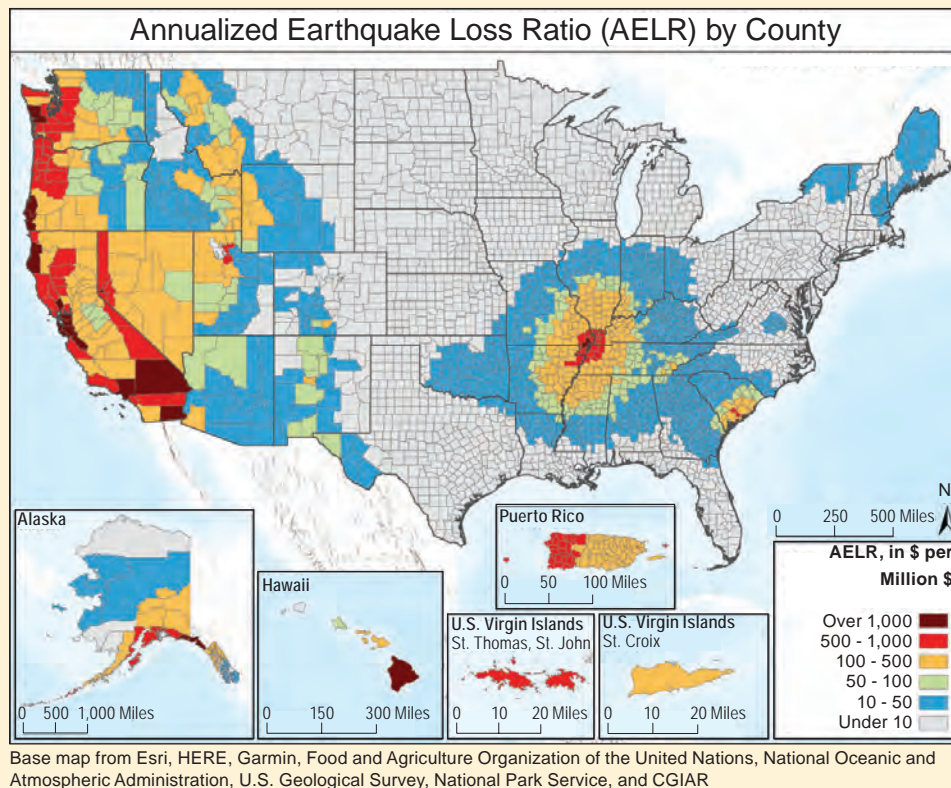 Annualized Earthquake Loss Ratio (AELR) by County
N
0 250 500 Miles
Alaska
0 500 1,000 Miles
Hawaii
0 150 300 Miles
Puerto Rico
0 50 100 Miles
U.S. Virgin Islands
St. Thomas, St. John
0 10 20 Miles
U.S. Virgin Islands
St. Croix
0 10 20 Miles
AELR, in $ per
Million $
Over 1,000
500 - 1,000
100 - 500
50 - 100
10 - 50
Under 10
Base map from Esri, HERE, Garmin, Food and Agriculture Organization of the United Nations, National Oceanic and
Atmospheric Administration, U.S. Geological Survey, National Park Service, and CGIAR